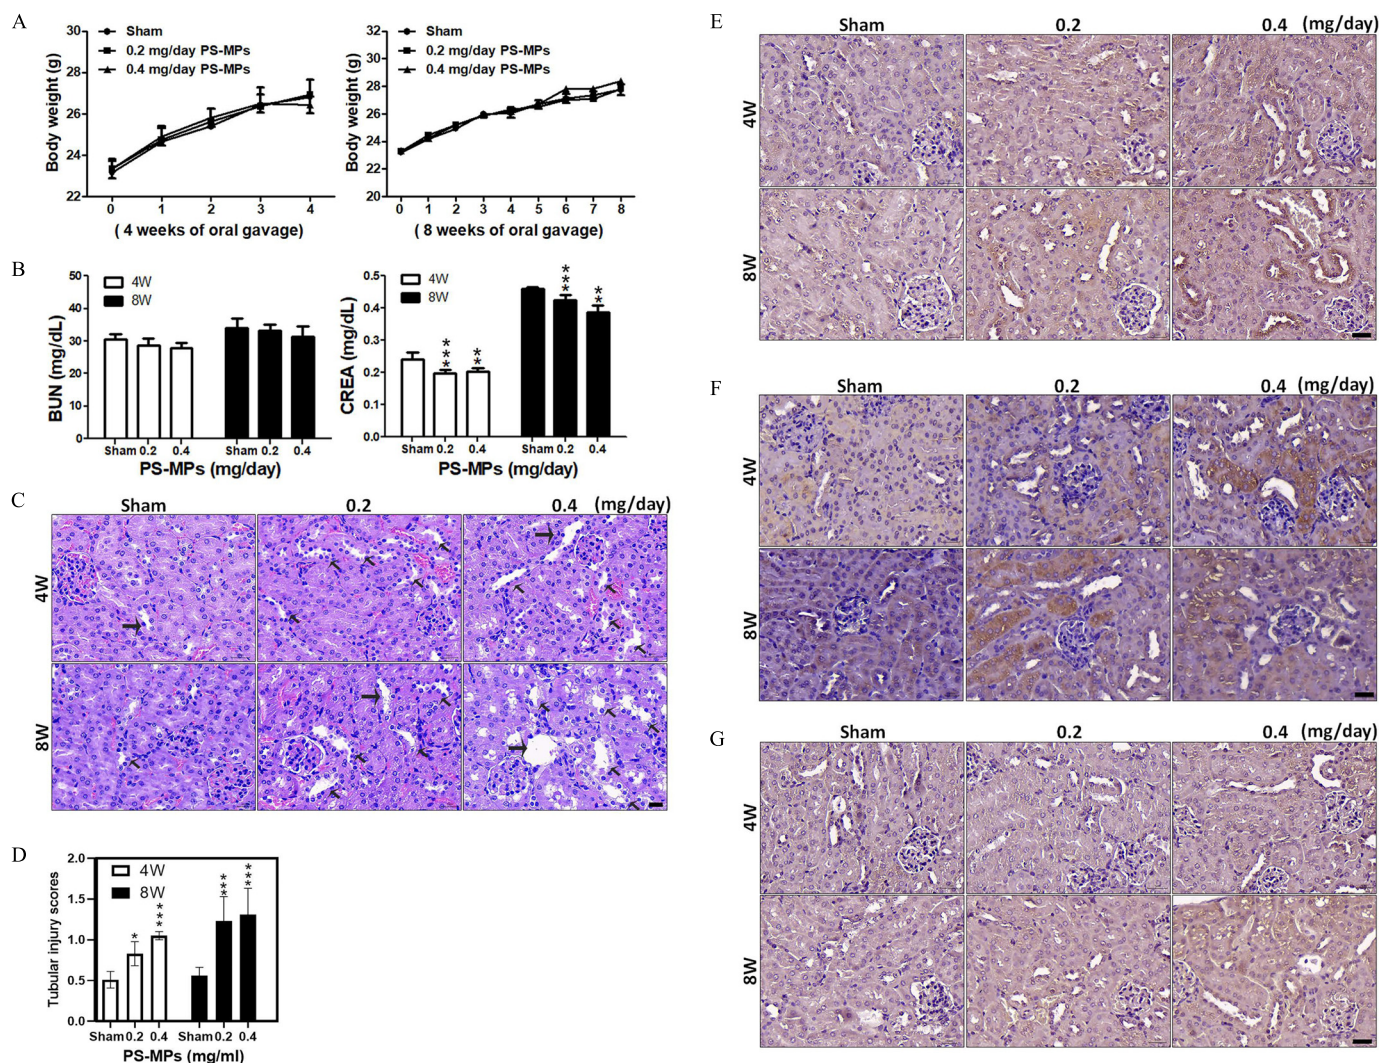 A
30
28
26
24
22
Body weight (g)
Sham
0.2 mg/day PS-MPs
0.4 mg/day PS-MPs
0 1 2 3 4
( 4 weeks of oral gavage)
32
30
28
26
24
22
20
Body weight (g)
Sham
0.2 mg/day PS-MPs
0.4 mg/day PS-MPs
0 1 2 3 4 5 6 7 8
( 8 weeks of oral gavage)
B
50
40
30
20
10
0
BUN (mg/dL)
4W
8W
Sham 0.2 0.4 Sham 0.2 0.4
PS-MPs (mg/day)
0.5
0.4
0.3
0.2
0.1
0.0
CREA (mg/dL)
4W
8W
*** ** *** **
Sham 0.2 0.4 Sham 0.2 0.4
PS-MPs (mg/day)
C
Sham 0.2 0.4 (mg/day)
4W
8W
D
2.0
1.5
1.0
0.5
0.0
Tubular injury scores
4W
8W
* *** *** ***
Sham 0.2 0.4 Sham 0.2 0.4
PS-MPs (mg/ml)
E
Sham 0.2 0.4 (mg/day)
4W
8W
F
Sham 0.2 0.4 (mg/day)
4W
8W
G
Sham 0.2 0.4 (mg/day)
4W
8W